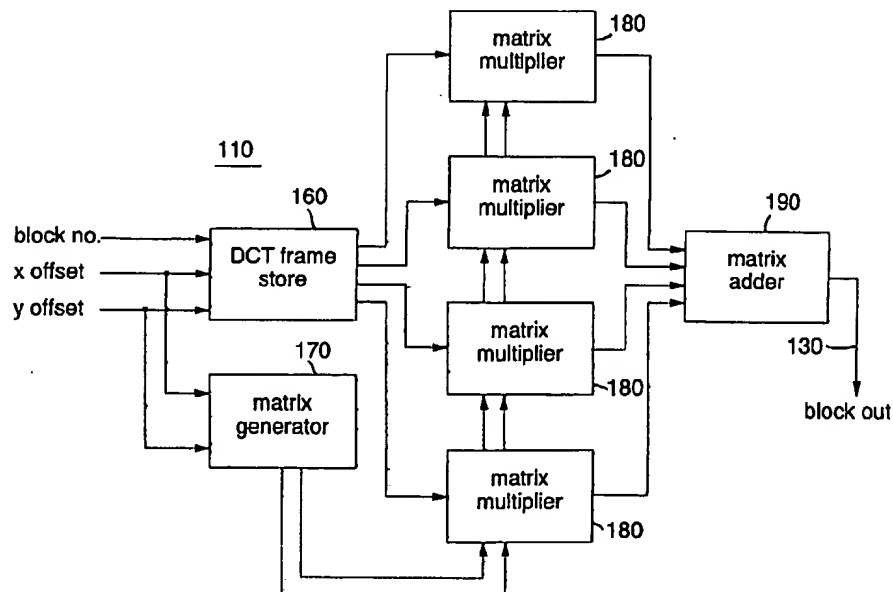 180
matrix
multiplier
110
180
matrix
multiplier
160
190
block no.
DCT frame
store
matrix
adder
x offset
y offset
matrix
multiplier
130
170
180
matrix
generator
block out
matrix
multiplier
180